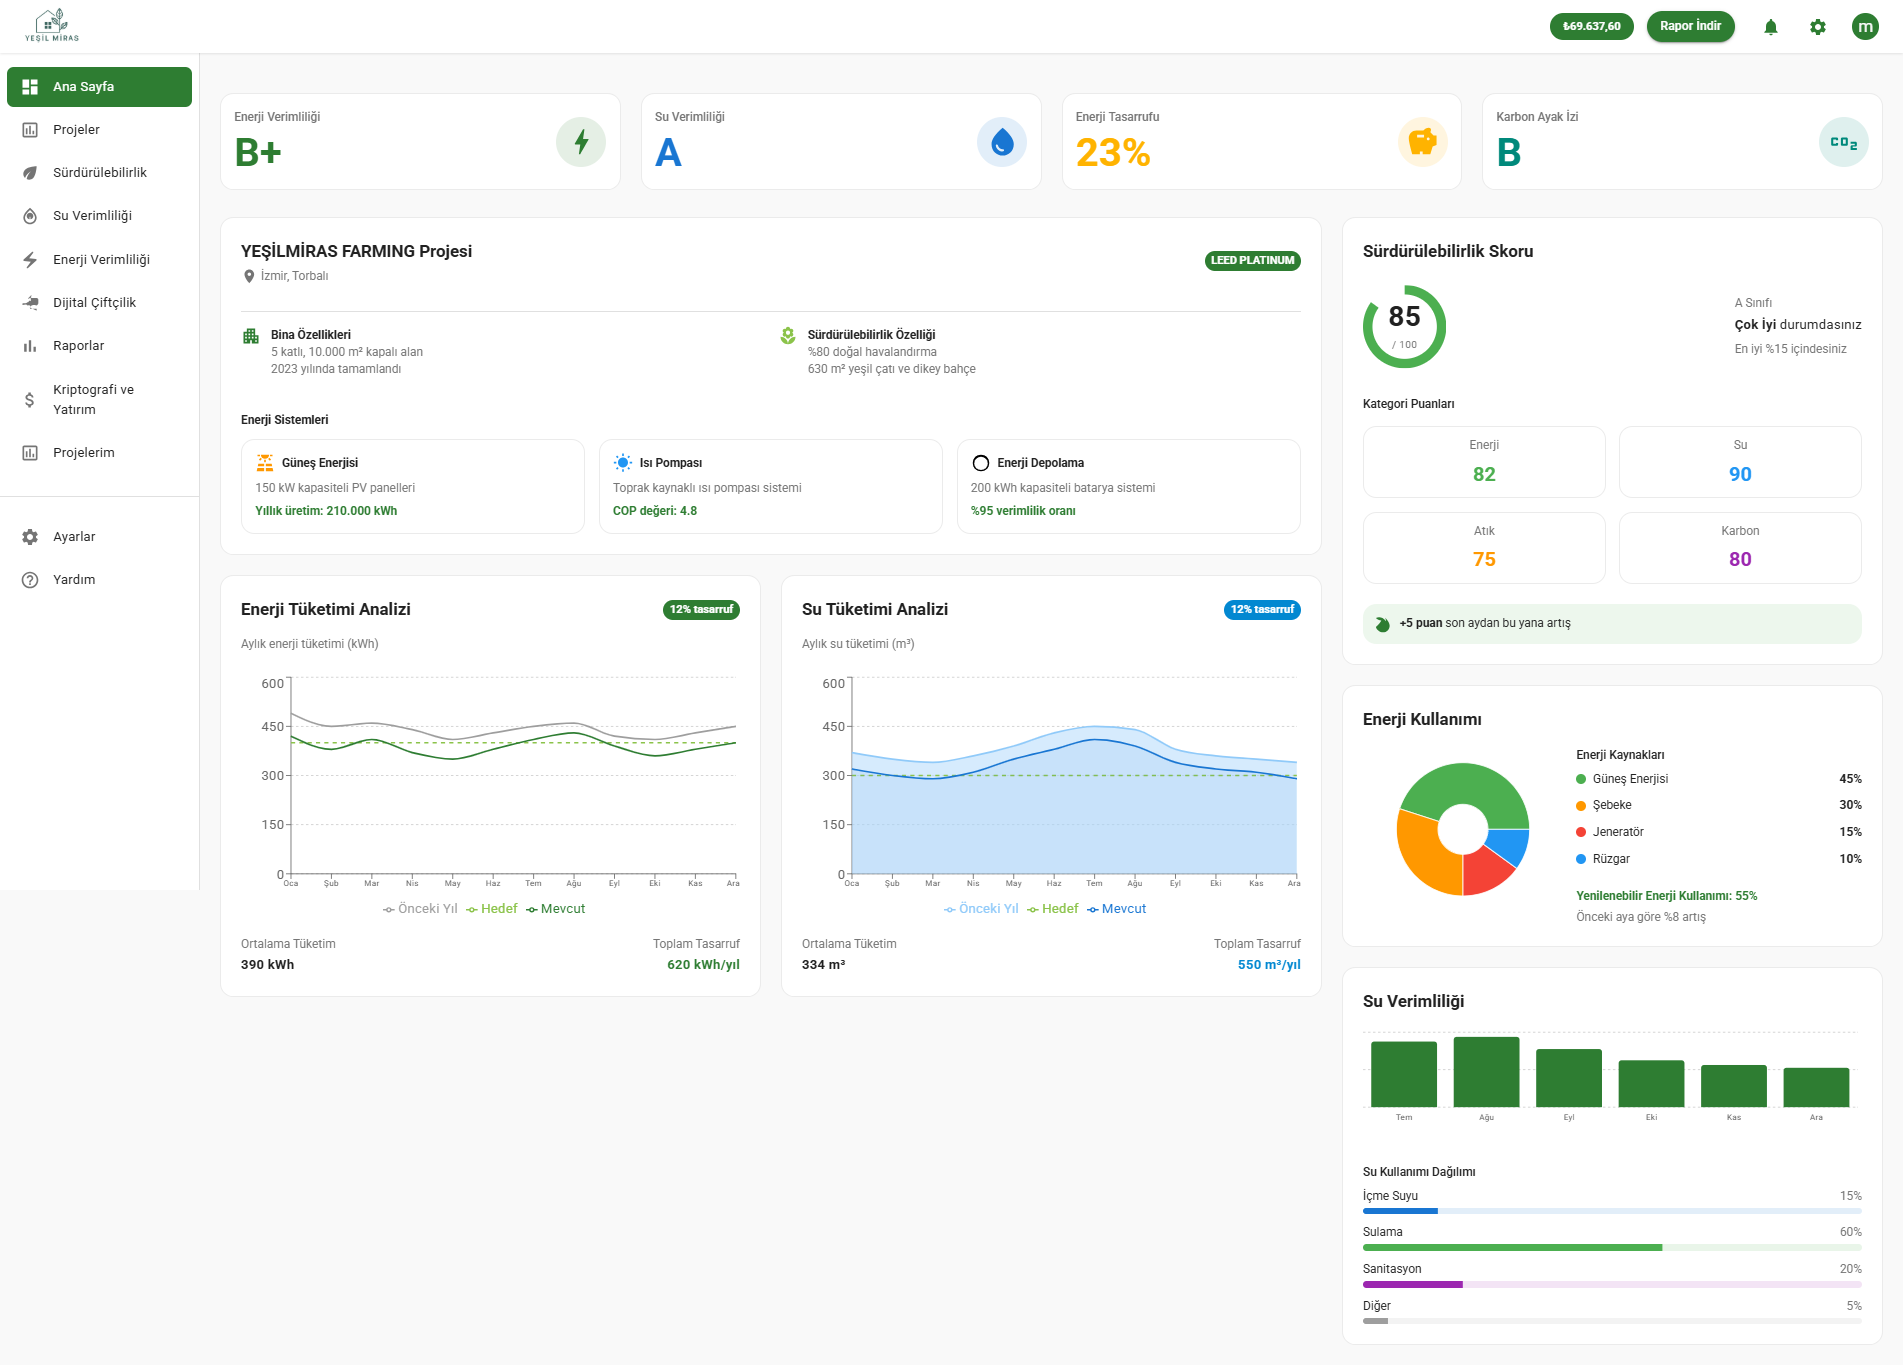 YEŞİL MİRAS
₺69.637,60
Rapor İndir
m
Ana Sayfa
Projeler
Sürdürülebilirlik
Su Verimliliği
Enerji Verimliliği
Dijital Çiftçilik
Raporlar
Kriptografi ve
Yatırım
Projelerim
Ayarlar
Yardım
Enerji Verimliliği
B+
Su Verimliliği
A
Enerji Tasarrufu
23%
Karbon Ayak İzi
B
CO2
YEŞİLMİRAS FARMING Projesi
İzmir, Torbalı
LEED PLATINUM
Bina Özellikleri
5 katlı, 10.000 m² kapalı alan
2023 yılında tamamlandı
Sürdürülebilirlik Özelliği
%80 doğal havalandırma
630 m² yeşil çatı ve dikey bahçe
Enerji Sistemleri
Güneş Enerjisi
150 kW kapasiteli PV panelleri
Yıllık üretim: 210.000 kWh
Isı Pompası
Toprak kaynaklı ısı pompası sistemi
COP değeri: 4.8
Enerji Depolama
200 kWh kapasiteli batarya sistemi
%95 verimlilik oranı
Enerji Tüketimi Analizi
12% tasarruf
Aylık enerji tüketimi (kWh)
600
450
300
150
0
Oca Şub Mar Nis May Haz Tem Ağu Eyl Eki Kas Ara
Önceki Yıl Hedef Mevcut
Ortalama Tüketim
390 kWh
Toplam Tasarruf
620 kWh/yıl
Su Tüketimi Analizi
12% tasarruf
Aylık su tüketimi (m³)
600
450
300
150
0
Oca Şub Mar Nis May Haz Tem Ağu Eyl Eki Kas Ara
Önceki Yıl Hedef Mevcut
Ortalama Tüketim
334 m³
Toplam Tasarruf
550 m³/yıl
Sürdürülebilirlik Skoru
85
/ 100
A Sınıfı
Çok İyi durumdasınız
En iyi %15 içindesiniz
Kategori Puanları
Enerji
82
Su
90
Atık
75
Karbon
80
+5 puan son aydan bu yana artış
Enerji Kullanımı
Enerji Kaynakları
Güneş Enerjisi 45%
Şebeke 30%
Jeneratör 15%
Rüzgar 10%
Yenilenebilir Enerji Kullanımı: 55%
Önceki aya göre %8 artış
Su Verimliliği
Tem Ağu Eyl Eki Kas Ara
Su Kullanımı Dağılımı
İçme Suyu 15%
Sulama 60%
Sanitasyon 20%
Diğer 5%